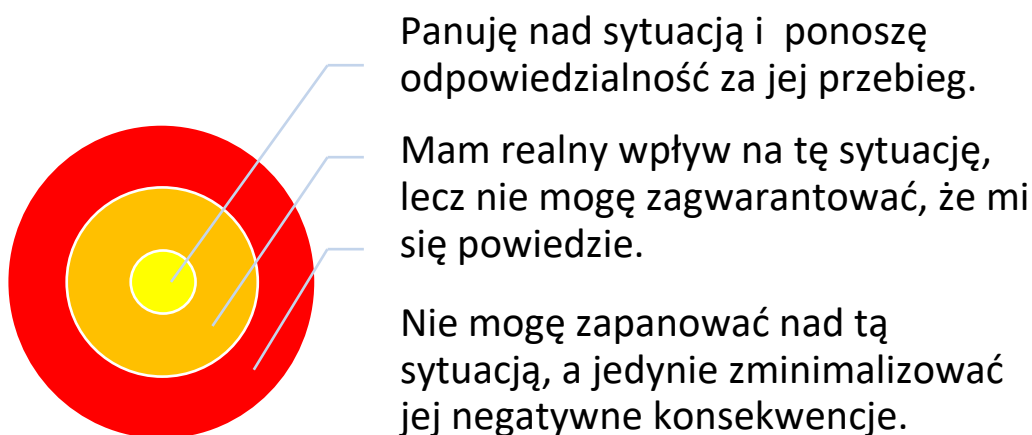 Panuję nad sytuacją i  ponoszę
odpowiedzialność za jej przebieg.
Mam realny wpływ na tę sytuację,
lecz nie mogę zagwarantować, że mi
się powiedzie.
Nie mogę zapanować nad tą
sytuacją, a jedynie zminimalizować
jej negatywne konsekwencje.